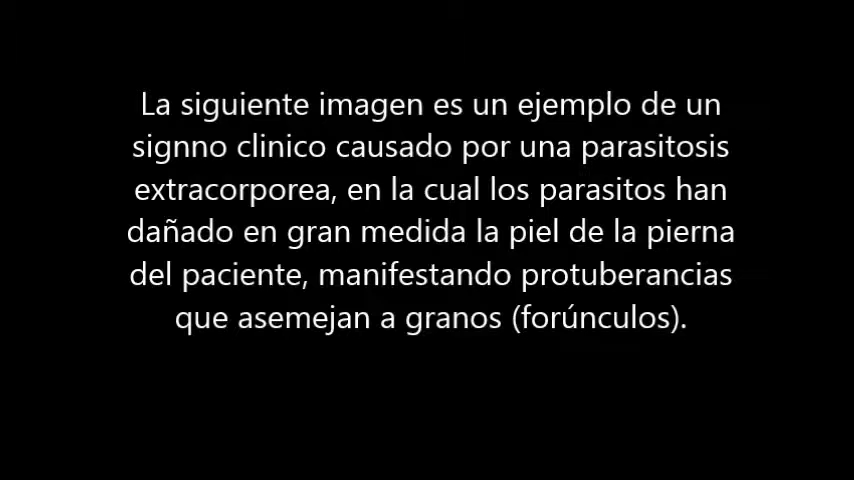 La siguiente imagen es un ejemplo de un
signno clinico causado por una parasitosis
extracorporea, en la cual los parasitos han
dañado en gran medida la piel de la pierna
del paciente, manifestando protuberancias
que asemejan a granos (forúnculos).